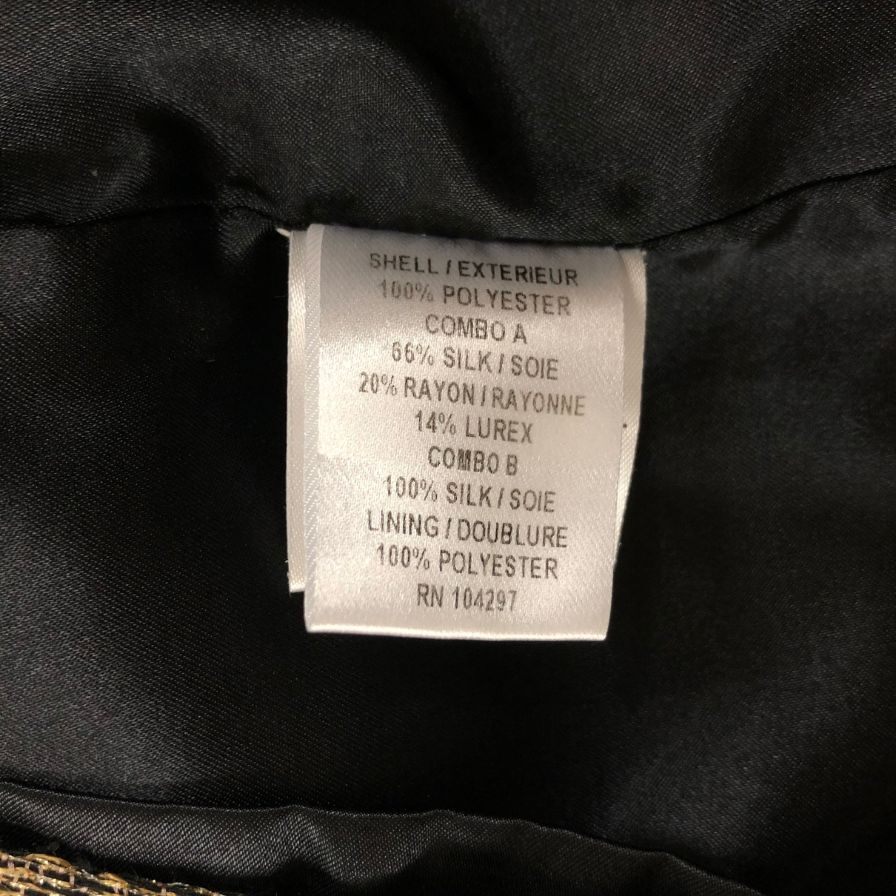 SHELL / EXTERIEUR
100% POLYESTER
COMBO A
66% SILK / SOIE
20% RAYON / RAYONNE
14% LUREX
COMBO B
100% SILK / SOIE
LINING / DOUBLURE
100% POLYESTER
RN 104297